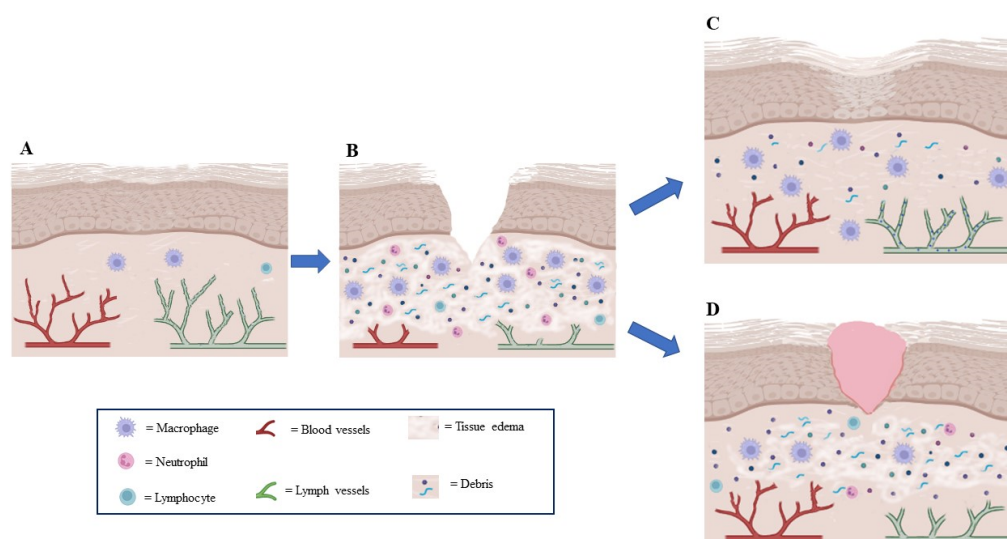 A
B
C
D
= Macrophage
= Blood vessels
= Tissue edema
= Neutrophil
= Lymphocyte
= Lymph vessels
= Debris